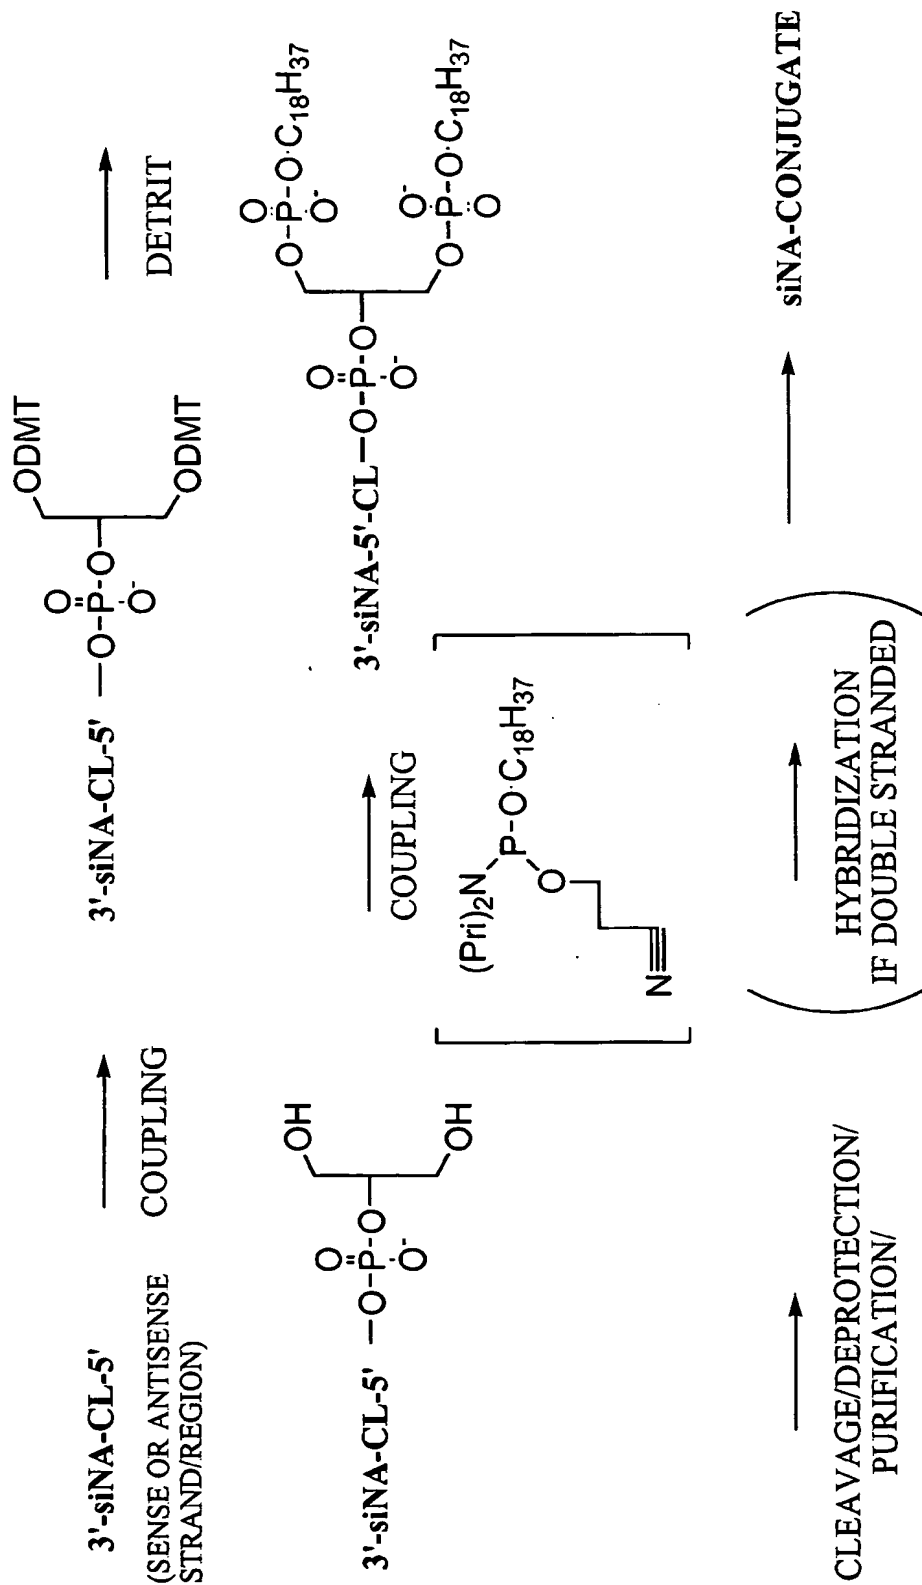 3'-siNA-CL-5'
(SENSE OR ANTISENSE
STRAND/REGION)
COUPLING
ODMT
O
3'-siNA-CL-5' —O-P-O
O-
ODMT
DETRIT
OH
O
3'-siNA-CL-5' —O-P-O
O-
OH
COUPLING
(Pri)2N
P-O·C18H37
O
N
O
O-P-O·C18H37
O-
O
3'-siNA-5'-CL—O-P-O
O-
O-
O-P-O·C18H37
O
CLEAVAGE/DEPROTECTION/
PURIFICATION/
HYBRIDIZATION
IF DOUBLE STRANDED
siNA-CONJUGATE